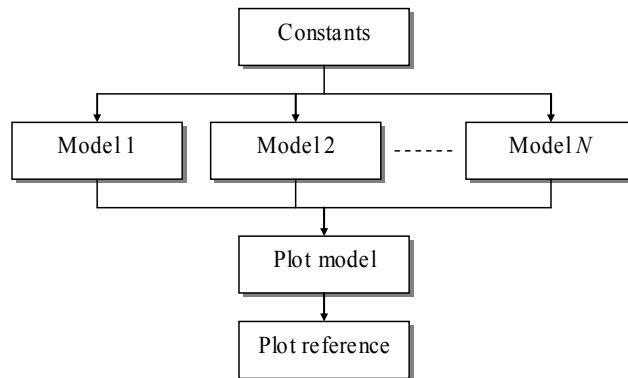 Constants
Model 1
Model 2
Model N
Plot model
Plot reference